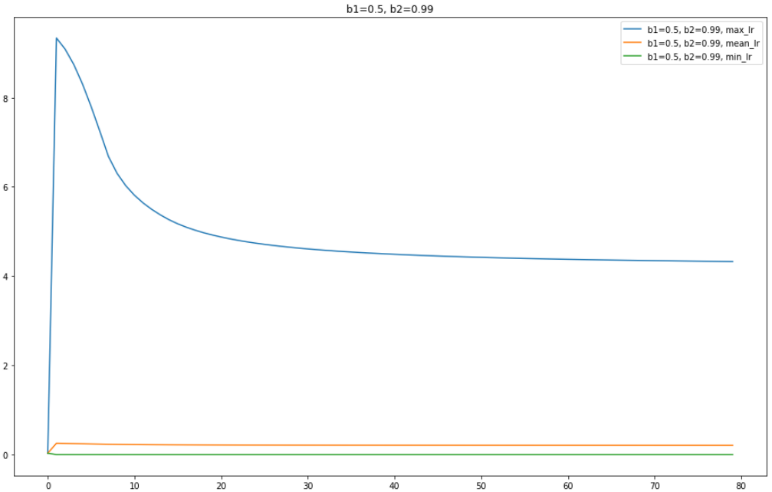 b1=0.5, b2=0.99
b1=0.5, b2=0.99, max_lr
b1=0.5, b2=0.99, mean_lr
b1=0.5, b2=0.99, min_lr
8
6
4
2
0
0 10 20 30 40 50 60 70 80